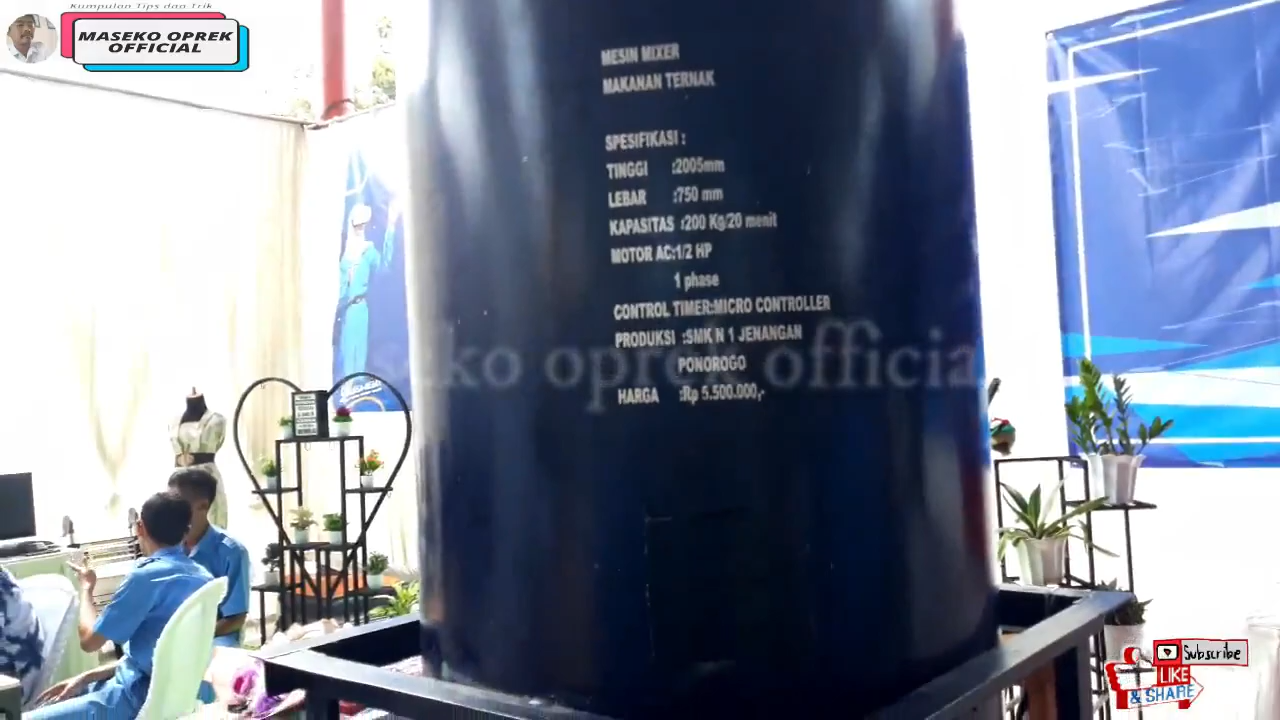 Kumpulan Tips dan Trik
MASEKO OPREK
OFFICIAL
MESIN MIXER
MAKANAN TERNAK
SPESIFIKASI :
TINGGI :2005mm
LEBAR :750 mm
KAPASITAS :200 Kg/20 menit
MOTOR AC:1/2 HP
1 phase
CONTROL TIMER:MICRO CONTROLLER
PRODUKSI :SMK N 1 JENANGAN
PONOROGO
HARGA :Rp 5.500.000,-
oprek official
Subscribe
LIKE
& SHARE